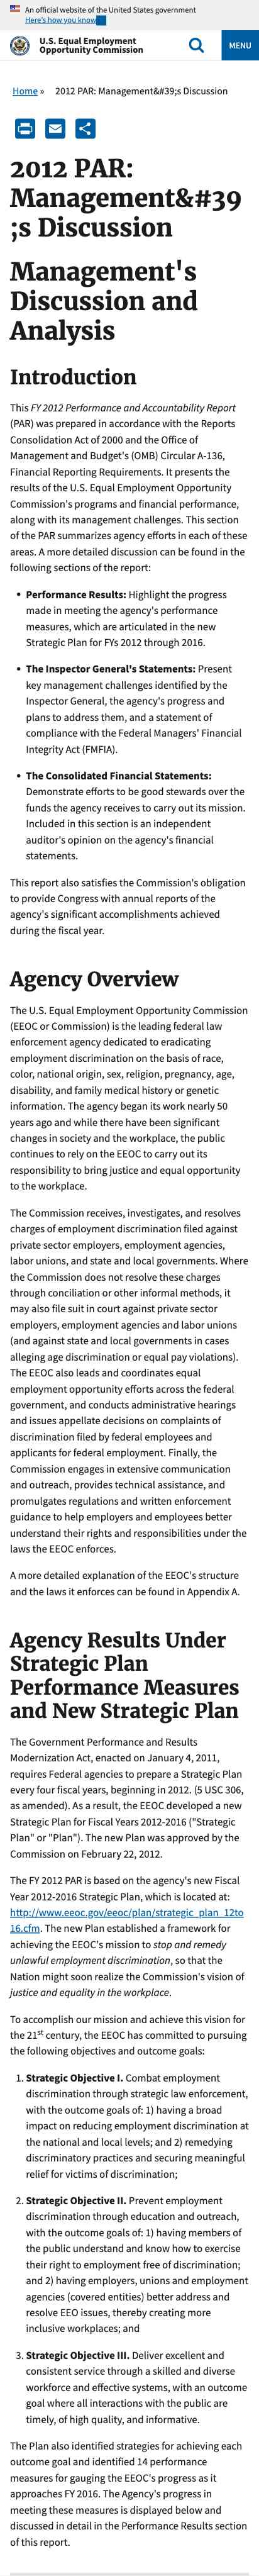 An official website of the United States government
Here's how you know
U.S. Equal Employment
Opportunity Commission
MENU
Home » 2012 PAR: Management&#39;s Discussion
2012 PAR:
Management&#39
;s Discussion
Management's
Discussion and
Analysis
Introduction
This FY 2012 Performance and Accountability Report
(PAR) was prepared in accordance with the Reports
Consolidation Act of 2000 and the Office of
Management and Budget's (OMB) Circular A-136,
Financial Reporting Requirements. It presents the
results of the U.S. Equal Employment Opportunity
Commission's programs and financial performance,
along with its management challenges. This section
of the PAR summarizes agency efforts in each of these
areas. A more detailed discussion can be found in the
following sections of the report:
• Performance Results: Highlight the progress
made in meeting the agency's performance
measures, which are articulated in the new
Strategic Plan for FYs 2012 through 2016.
• The Inspector General's Statements: Present
key management challenges identified by the
Inspector General, the agency's progress and
plans to address them, and a statement of
compliance with the Federal Managers' Financial
Integrity Act (FMFIA).
• The Consolidated Financial Statements:
Demonstrate efforts to be good stewards over the
funds the agency receives to carry out its mission.
Included in this section is an independent
auditor's opinion on the agency's financial
statements.
This report also satisfies the Commission's obligation
to provide Congress with annual reports of the
agency's significant accomplishments achieved
during the fiscal year.
Agency Overview
The U.S. Equal Employment Opportunity Commission
(EEOC or Commission) is the leading federal law
enforcement agency dedicated to eradicating
employment discrimination on the basis of race,
color, national origin, sex, religion, pregnancy, age,
disability, and family medical history or genetic
information. The agency began its work nearly 50
years ago and while there have been significant
changes in society and the workplace, the public
continues to rely on the EEOC to carry out its
responsibility to bring justice and equal opportunity
to the workplace.
The Commission receives, investigates, and resolves
charges of employment discrimination filed against
private sector employers, employment agencies,
labor unions, and state and local governments. Where
the Commission does not resolve these charges
through conciliation or other informal methods, it
may also file suit in court against private sector
employers, employment agencies and labor unions
(and against state and local governments in cases
alleging age discrimination or equal pay violations).
The EEOC also leads and coordinates equal
employment opportunity efforts across the federal
government, and conducts administrative hearings
and issues appellate decisions on complaints of
discrimination filed by federal employees and
applicants for federal employment. Finally, the
Commission engages in extensive communication
and outreach, provides technical assistance, and
promulgates regulations and written enforcement
guidance to help employers and employees better
understand their rights and responsibilities under the
laws the EEOC enforces.
A more detailed explanation of the EEOC's structure
and the laws it enforces can be found in Appendix A.
Agency Results Under
Strategic Plan
Performance Measures
and New Strategic Plan
The Government Performance and Results
Modernization Act, enacted on January 4, 2011,
requires Federal agencies to prepare a Strategic Plan
every four fiscal years, beginning in 2012. (5 USC 306,
as amended). As a result, the EEOC developed a new
Strategic Plan for Fiscal Years 2012-2016 ("Strategic
Plan" or "Plan"). The new Plan was approved by the
Commission on February 22, 2012.
The FY 2012 PAR is based on the agency's new Fiscal
Year 2012-2016 Strategic Plan, which is located at:
http://www.eeoc.gov/eeoc/plan/strategic_plan_12to
16.cfm. The new Plan established a framework for
achieving the EEOC's mission to stop and remedy
unlawful employment discrimination, so that the
Nation might soon realize the Commission's vision of
justice and equality in the workplace.
To accomplish our mission and achieve this vision for
the 21st century, the EEOC has committed to pursuing
the following objectives and outcome goals:
1. Strategic Objective I. Combat employment
discrimination through strategic law enforcement,
with the outcome goals of: 1) having a broad
impact on reducing employment discrimination at
the national and local levels; and 2) remedying
discriminatory practices and securing meaningful
relief for victims of discrimination;
2. Strategic Objective II. Prevent employment
discrimination through education and outreach,
with the outcome goals of: 1) having members of
the public understand and know how to exercise
their right to employment free of discrimination;
and 2) having employers, unions and employment
agencies (covered entities) better address and
resolve EEO issues, thereby creating more
inclusive workplaces; and
3. Strategic Objective III. Deliver excellent and
consistent service through a skilled and diverse
workforce and effective systems, with an outcome
goal where all interactions with the public are
timely, of high quality, and informative.
The Plan also identified strategies for achieving each
outcome goal and identified 14 performance
measures for gauging the EEOC's progress as it
approaches FY 2016. The Agency's progress in
meeting these measures is displayed below and
discussed in detail in the Performance Results section
of this report.